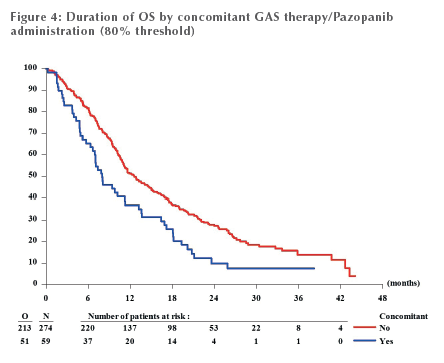 Figure 4: Duration of OS by concomitant GAS therapy/Pazopanib
administration (80% threshold)
100
90
80
70
60
50
40
30
20
10
0
0 6 12 18 24 30 36 42 48
(months)
O N Number of patients at risk : Concomitant
213 274 220 137 98 53 22 8 4 No
51 59 37 20 14 4 1 1 0 Yes